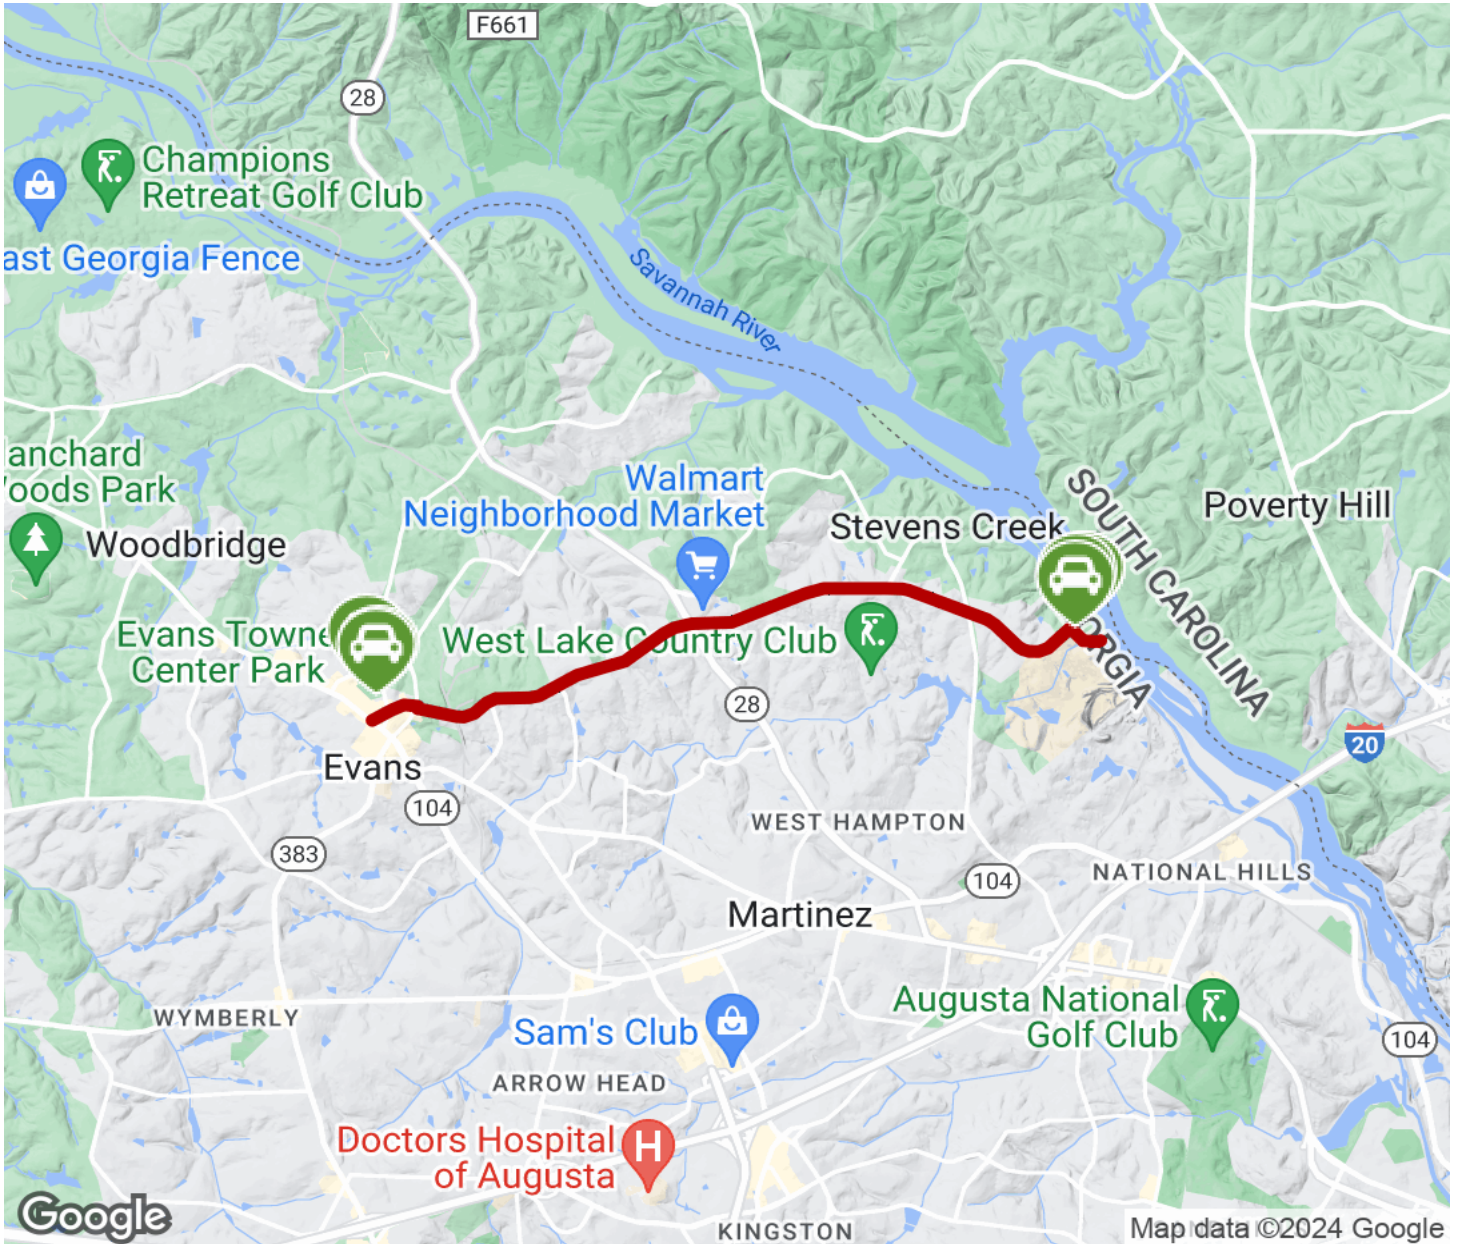 F661
28
Champions
Retreat Golf Club
ast Georgia Fence
Savannah River
anchard
oods Park
Woodbridge
Walmart
Neighborhood Market
Stevens Creek
SOUTH CAROLINA
Poverty Hill
Evans Towne
Center Park
West Lake Country Club
ORGIA
28
20
Evans
104
383
WEST HAMPTON
104
NATIONAL HILLS
Martinez
WYMBERLY
Sam's Club
Augusta National
Golf Club
104
ARROW HEAD
Doctors Hospital
of Augusta
H
Google
KINGSTON
Map data ©2024 Google